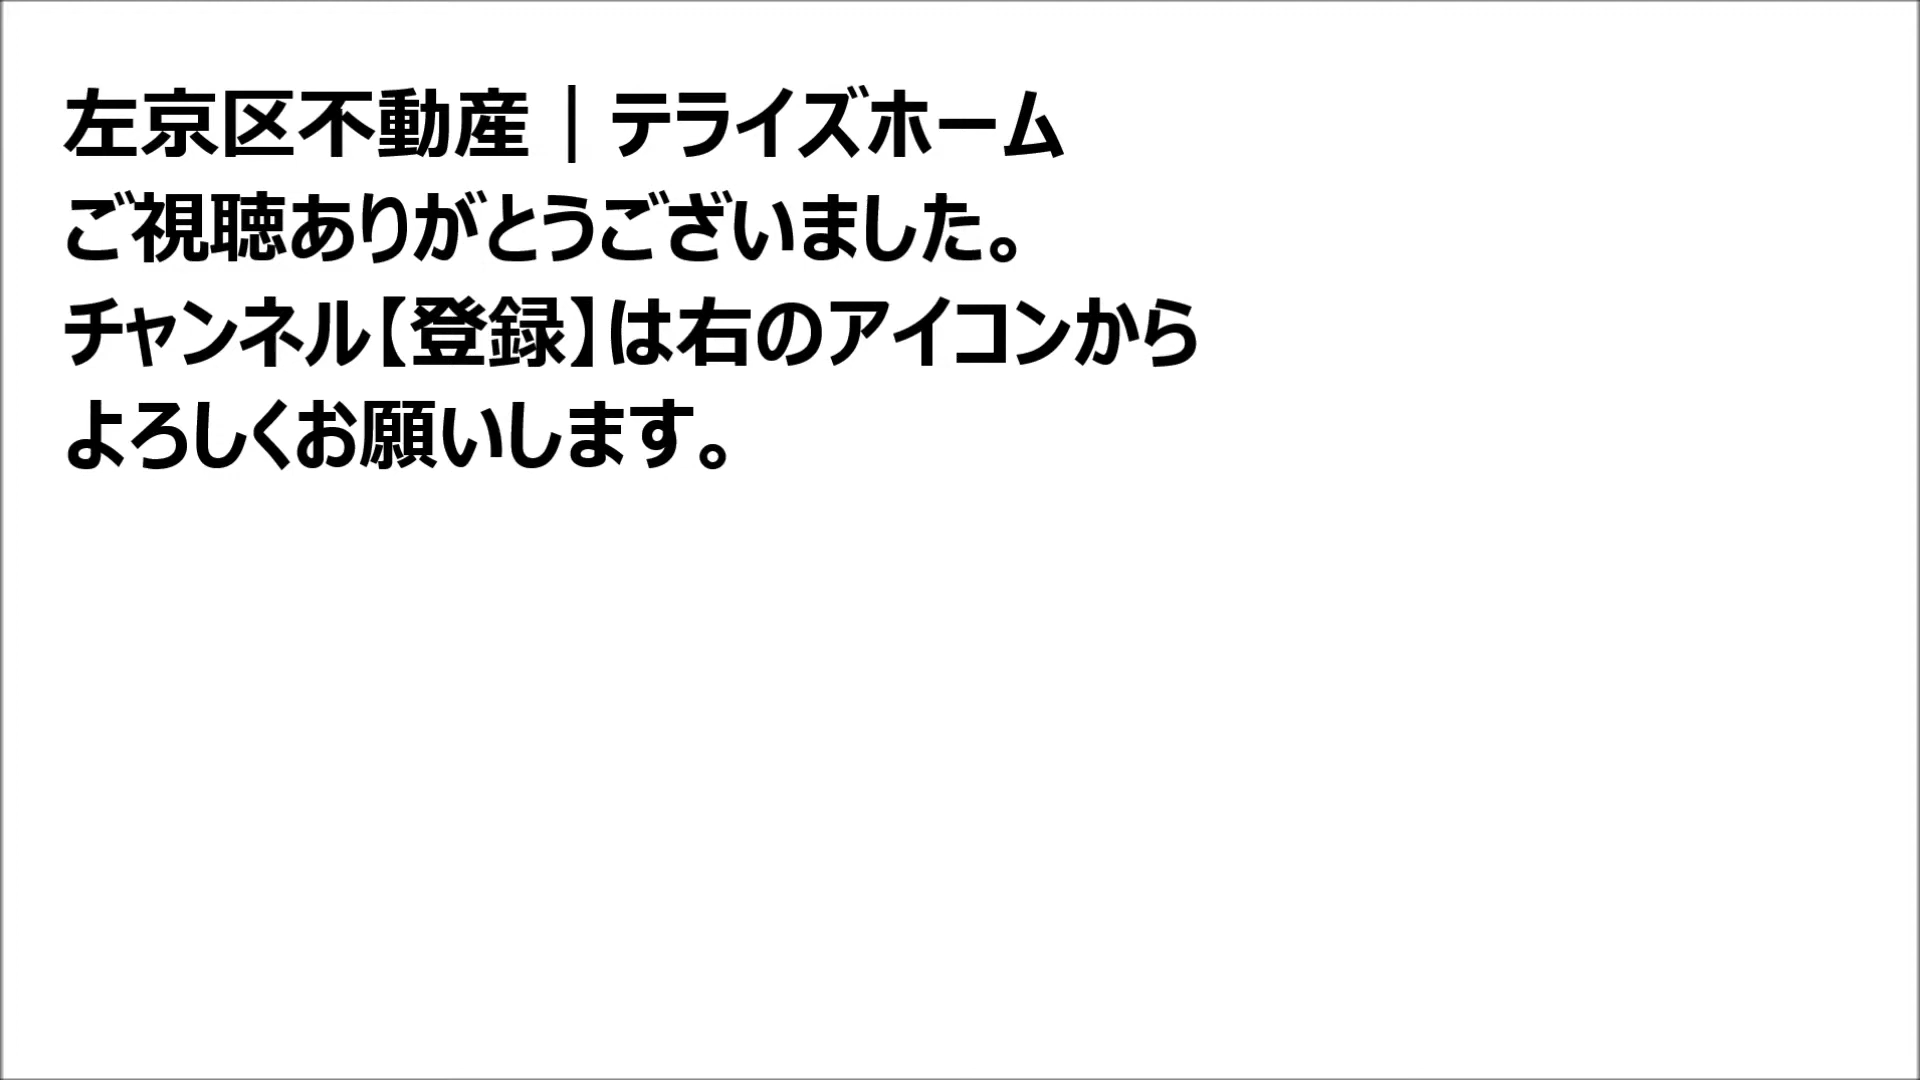 左京区不動産｜テライズホーム
ご視聴ありがとうございました。
チャンネル【登録】は右のアイコンから
よろしくお願いします。